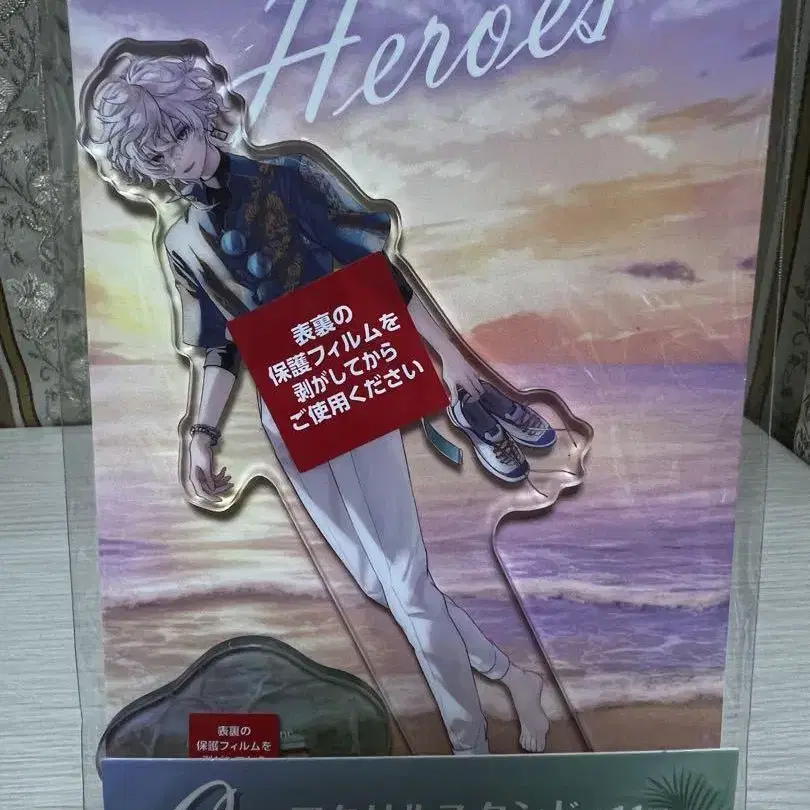 Heroes
表裏の
保護フィルムを
剥がしてから
ご使用ください
表裏の
保護フィルムを